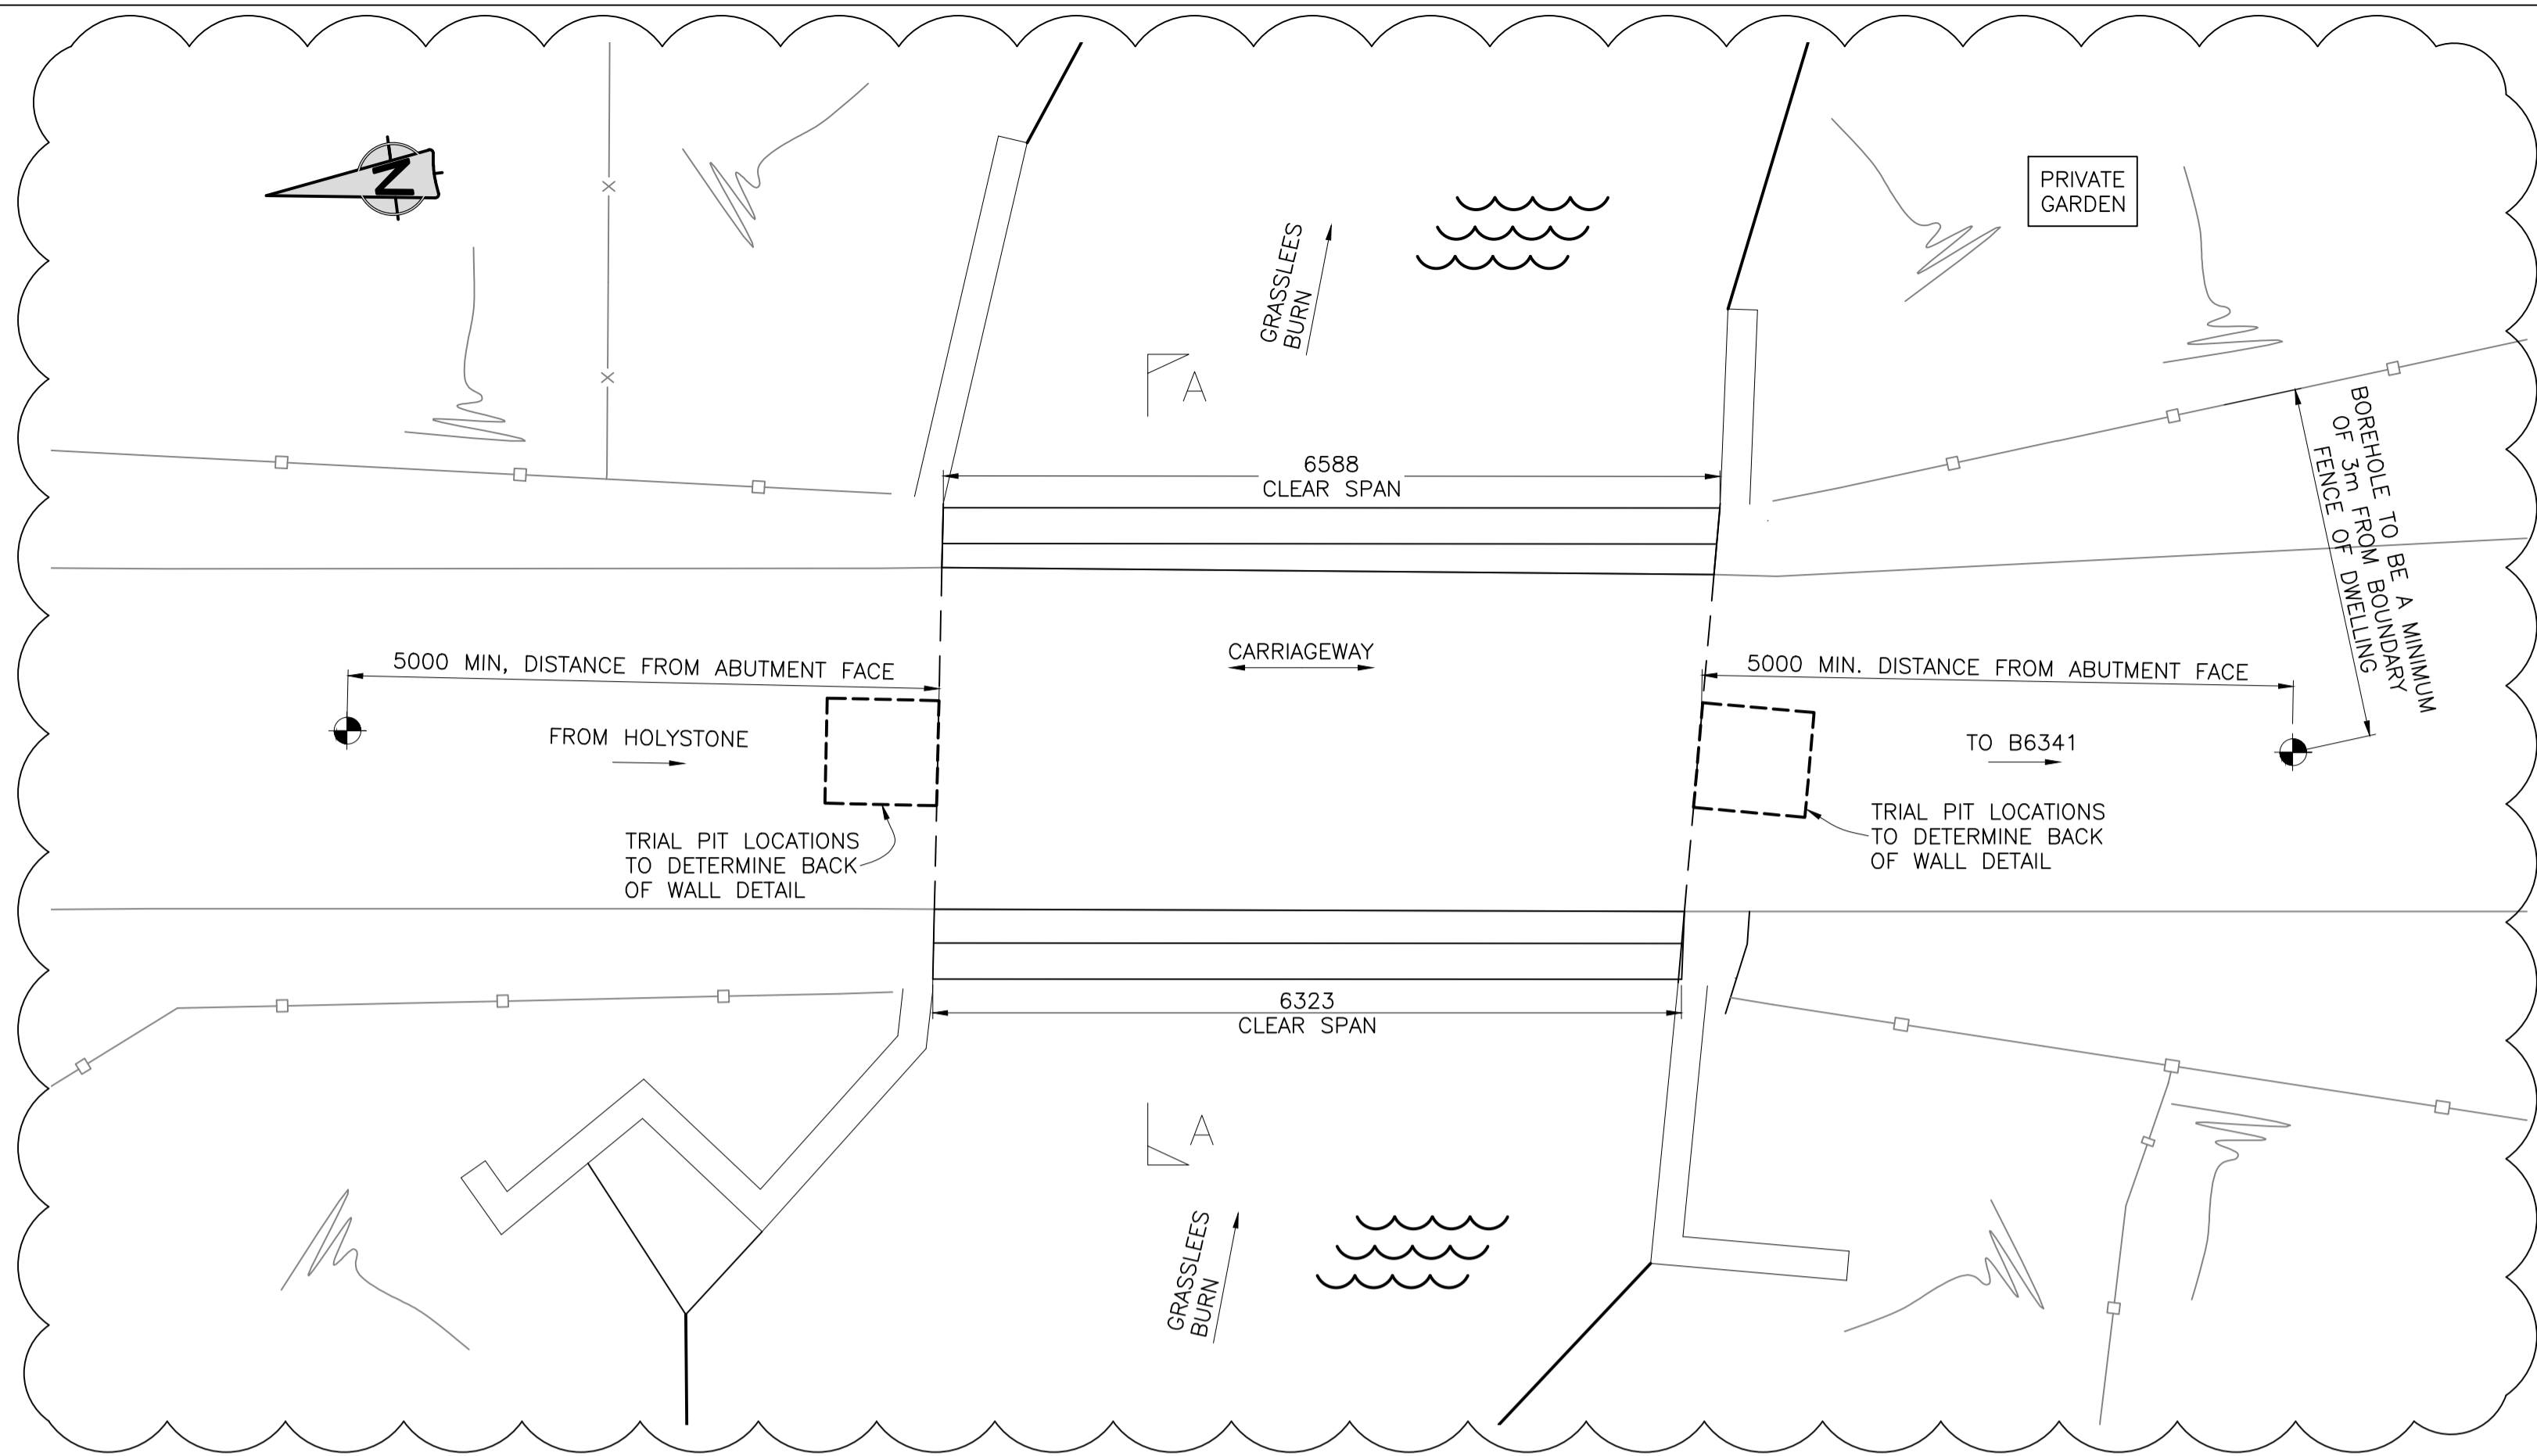 N
PRIVATE
GARDEN
GRASSLEES
BURN
A
6588
CLEAR SPAN
BOREHOLE TO BE A MINIMUM
OF 3m FROM BOUNDARY
FENCE OF DWELLING
X
X
5000 MIN, DISTANCE FROM ABUTMENT FACE
CARRIAGEWAY
5000 MIN. DISTANCE FROM ABUTMENT FACE
FROM HOLYSTONE
TO B6341
TRIAL PIT LOCATIONS
TO DETERMINE BACK
OF WALL DETAIL
TRIAL PIT LOCATIONS
TO DETERMINE BACK
OF WALL DETAIL
6323
CLEAR SPAN
A
GRASSLEES
BURN